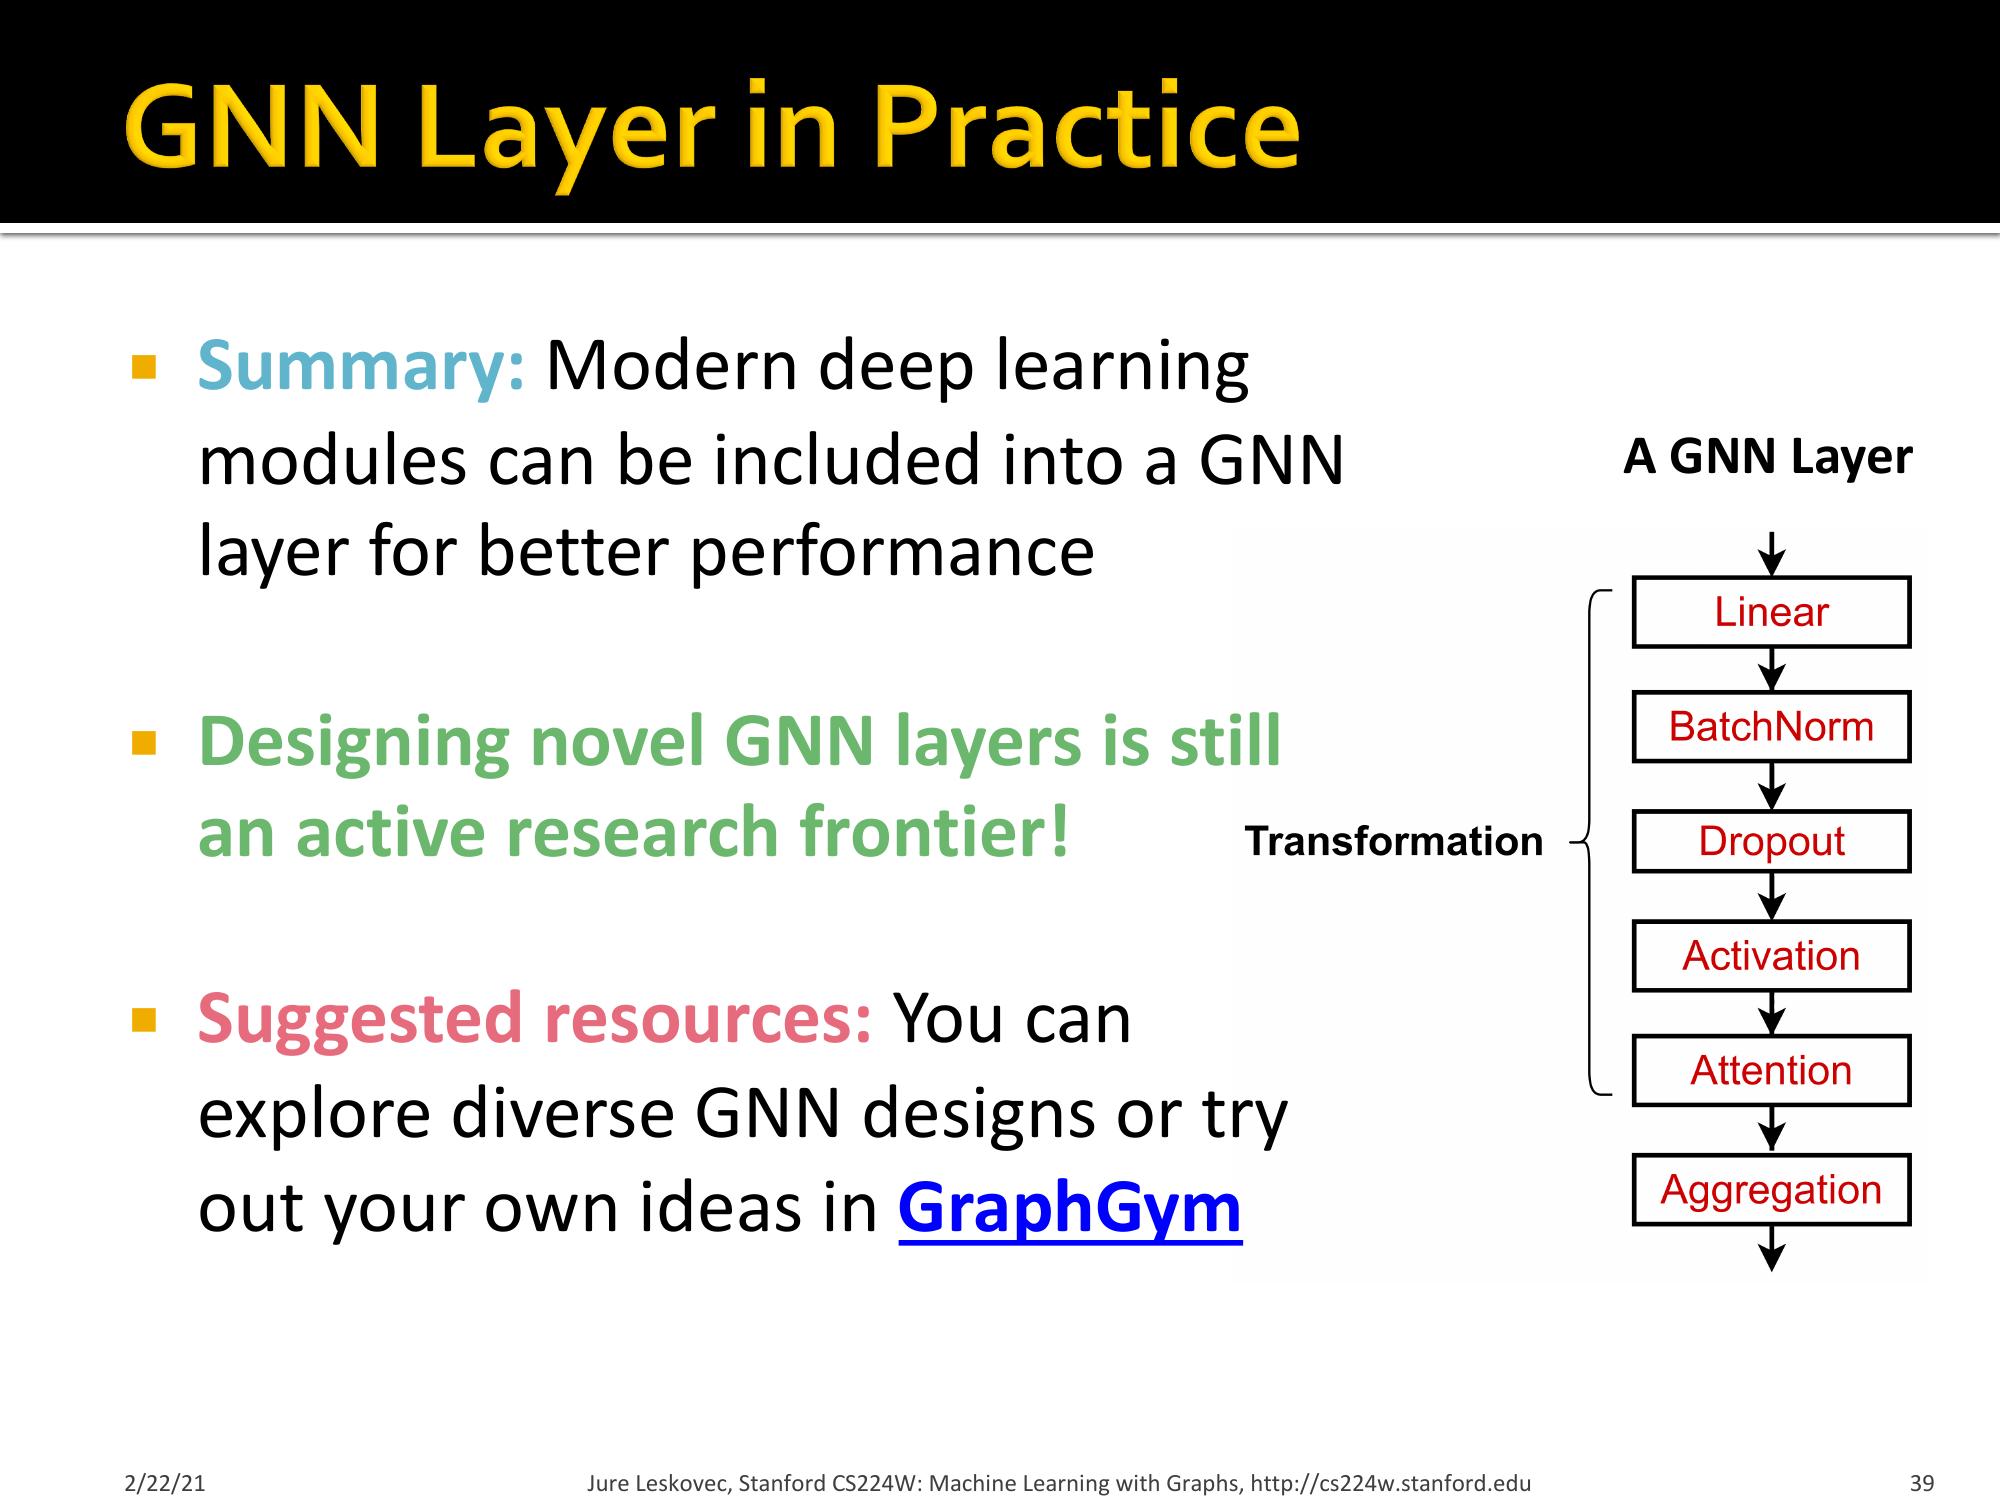 GNN Layer in Practice
Summary: Modern deep learning
modules can be included into a GNN
layer for better performance
Designing novel GNN layers is still
an active research frontier!
Suggested resources: You can
explore diverse GNN designs or try
out your own ideas in GraphGym
A GNN Layer
Transformation
Linear
BatchNorm
Dropout
Activation
Attention
Aggregation
2/22/21
Jure Leskovec, Stanford CS224W: Machine Learning with Graphs, http://cs224w.stanford.edu
39